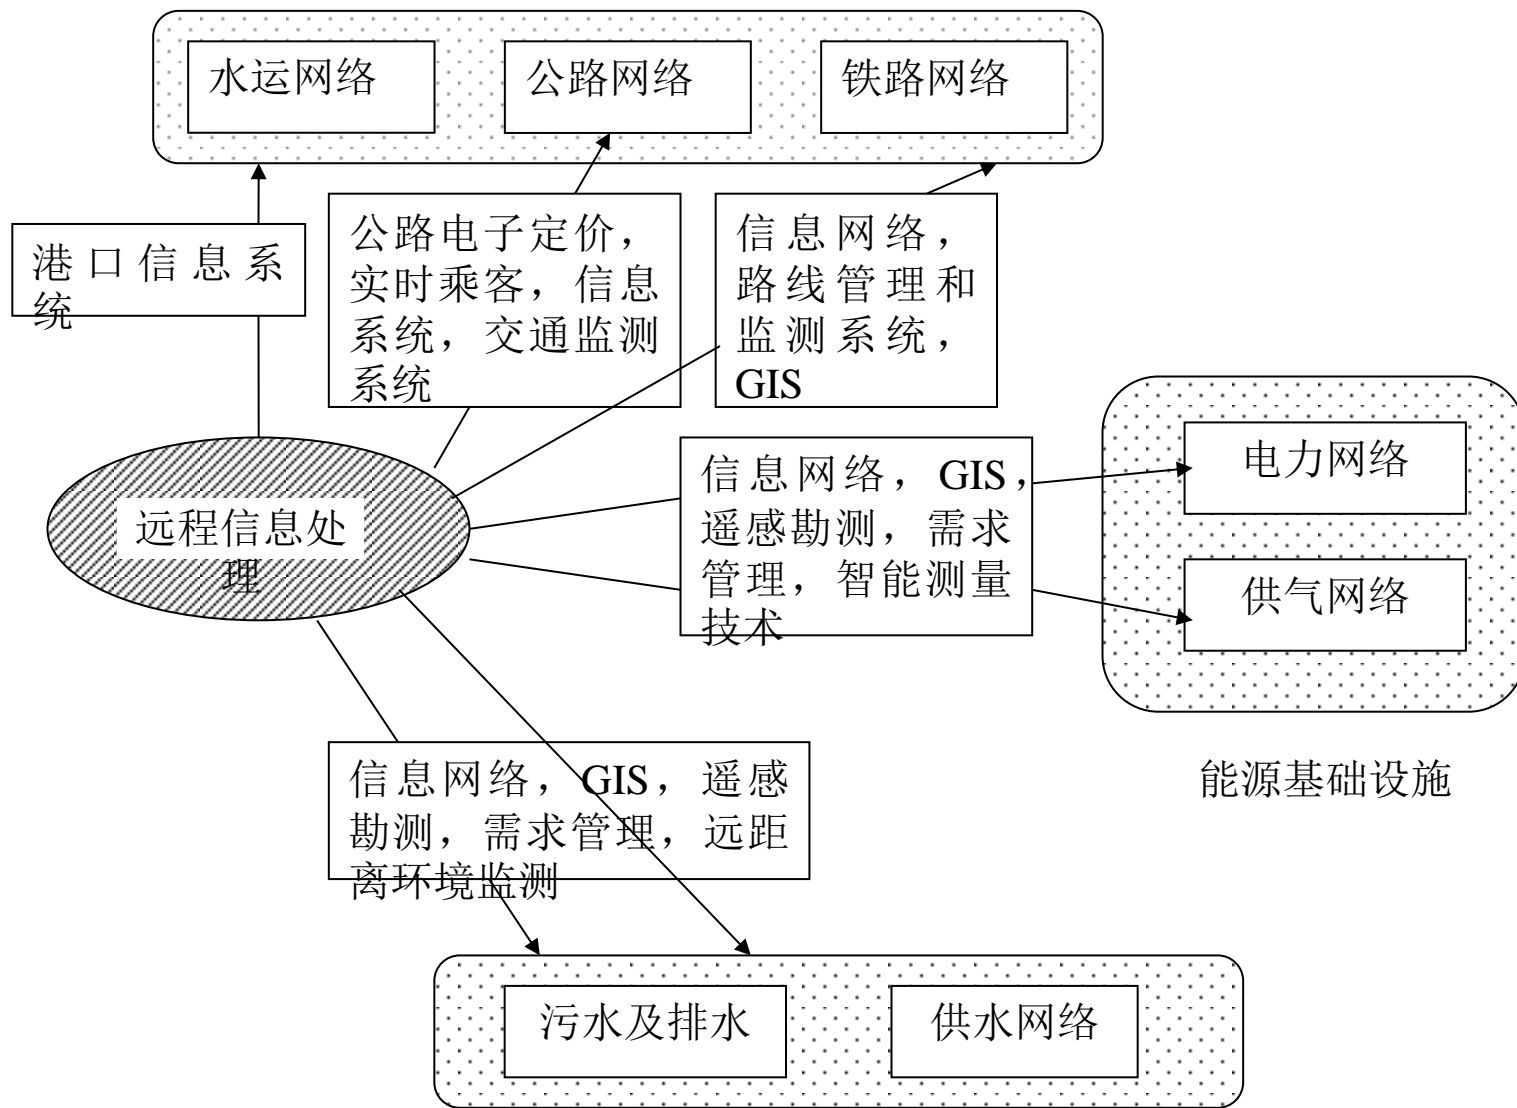 水运网络
公路网络
铁路网络
港口信息系
统
公路电子定价，
实时乘客，信息
系统，交通监测
系统
信息网络，
路线管理和
监测系统，
GIS
电力网络
供气网络
信息网络，GIS，
遥感勘测，需求
管理，智能测量
技术
远程信息处
理
能源基础设施
信息网络，GIS，遥感
勘测，需求管理，远距
离环境监测
污水及排水
供水网络